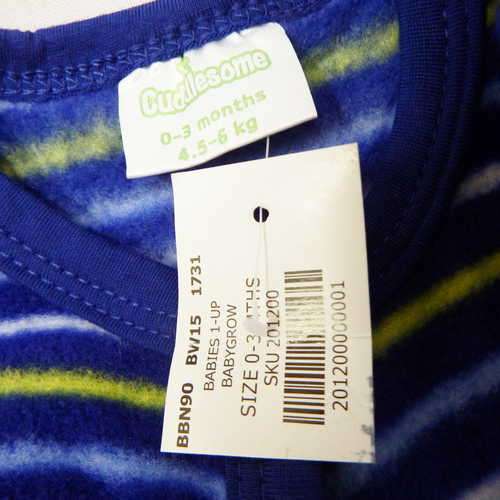 Cuddlesome
0-3 months
4.5-6 kg
BBN90 BW15 1731
BABIES 1-UP
BABYGROW
SIZE 0-3
SKU 201200
201200000001